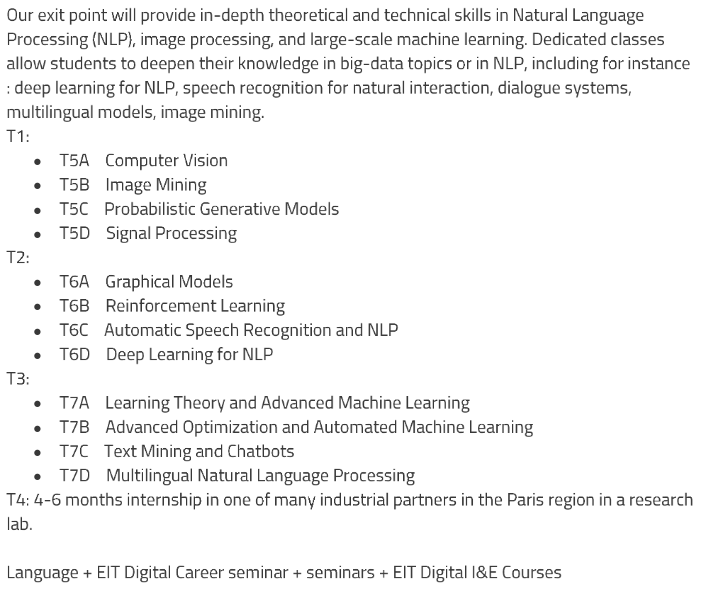 Our exit point will provide in-depth theoretical and technical skills in Natural Language
Processing (NLP), image processing, and large-scale machine learning. Dedicated classes
allow students to deepen their knowledge in big-data topics or in NLP, including for instance
: deep learning for NLP, speech recognition for natural interaction, dialogue systems,
multilingual models, image mining.
T1:
• T5A Computer Vision
• T5B Image Mining
• T5C Probabilistic Generative Models
• T5D Signal Processing
T2:
• T6A Graphical Models
• T6B Reinforcement Learning
• T6C Automatic Speech Recognition and NLP
• T6D Deep Learning for NLP
T3:
• T7A Learning Theory and Advanced Machine Learning
• T7B Advanced Optimization and Automated Machine Learning
• T7C Text Mining and Chatbots
• T7D Multilingual Natural Language Processing
T4: 4-6 months internship in one of many industrial partners in the Paris region in a research
lab.
Language + EIT Digital Career seminar + seminars + EIT Digital I&E Courses